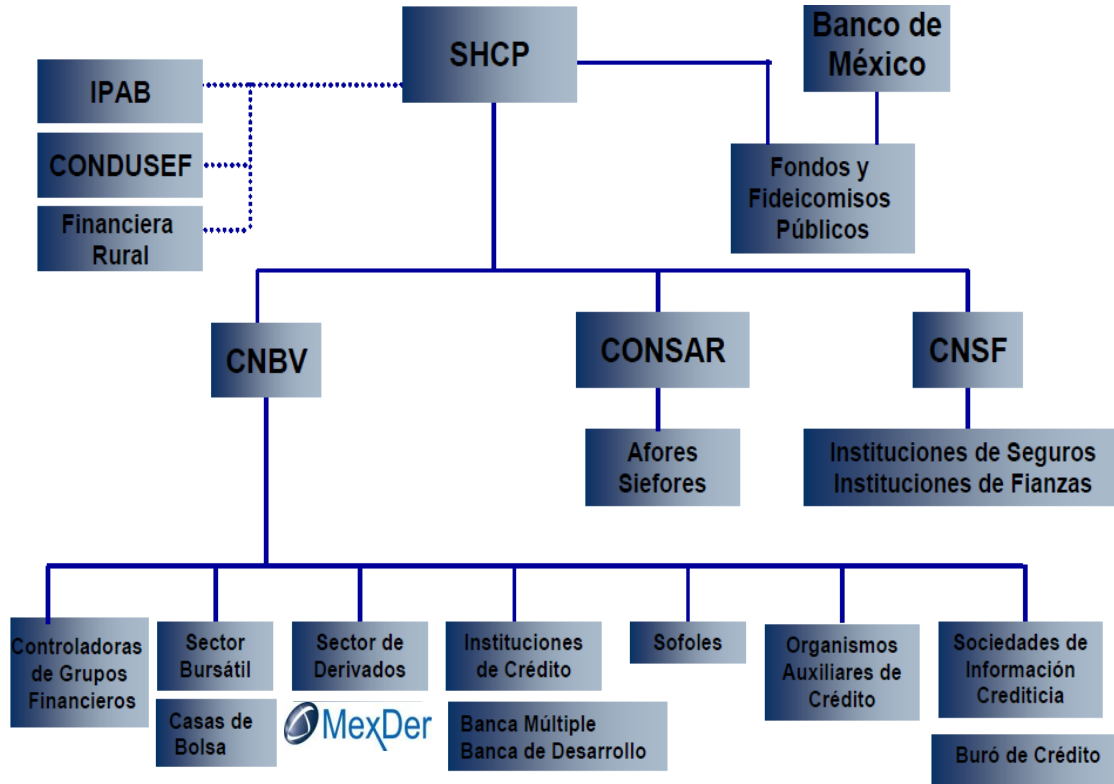 SHCP
Banco de
México
IPAB
CONDUSEF
Financiera
Rural
Fondos y
Fideicomisos
Públicos
CNBV
CONSAR
CNSF
Afores
Siefores
Instituciones de Seguros
Instituciones de Fianzas
Controladoras
de Grupos
Financieros
Sector
Bursátil
Casas de
Bolsa
Sector de
Derivados
MexDer
Instituciones
de Crédito
Banca Múltiple
Banca de Desarrollo
Sofoles
Organismos
Auxiliares de
Crédito
Sociedades de
Información
Crediticia
Buró de Crédito